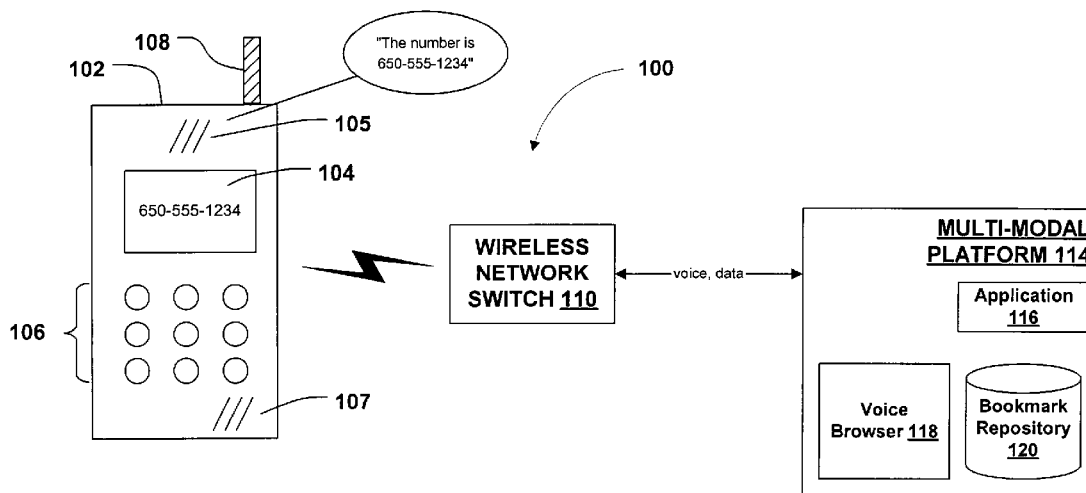 108
"The number is
650-555-1234"
102
100
105
104
650-555-1234
MULTI-MODAL
PLATFORM 114
WIRELESS
NETWORK
SWITCH 110
voice, data
Application
116
106
107
Voice
Browser 118
Bookmark
Repository
120